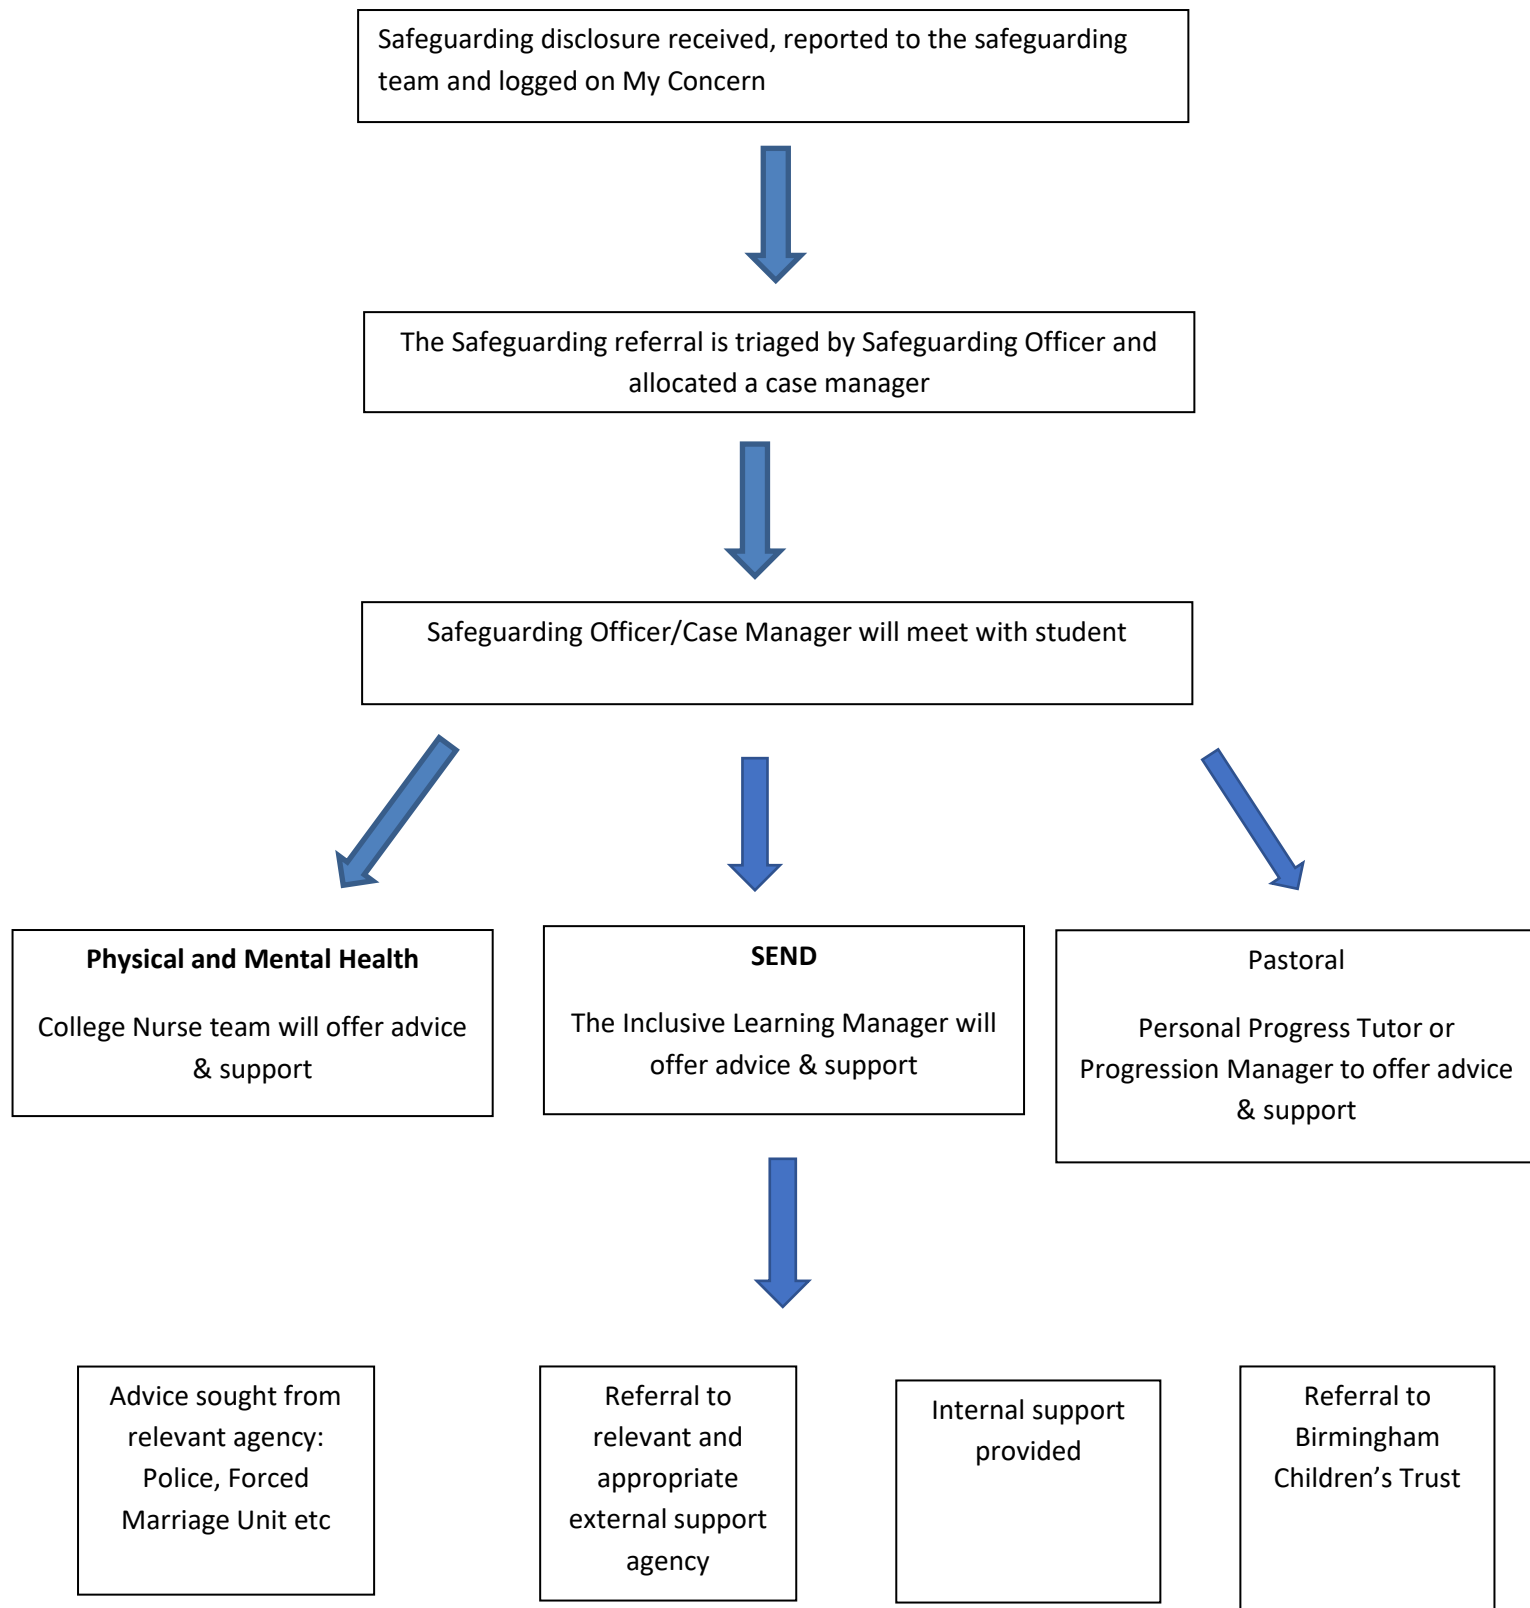 Safeguarding disclosure received, reported to the safeguarding
team and logged on My Concern
The Safeguarding referral is triaged by Safeguarding Officer and
allocated a case manager
Safeguarding Officer/Case Manager will meet with student
Physical and Mental Health
College Nurse team will offer advice
& support
SEND
The Inclusive Learning Manager will
offer advice & support
Pastoral
Personal Progress Tutor or
Progression Manager to offer advice
& support
Advice sought from
relevant agency:
Police, Forced
Marriage Unit etc
Referral to
relevant and
appropriate
external support
agency
Internal support
provided
Referral to
Birmingham
Children’s Trust